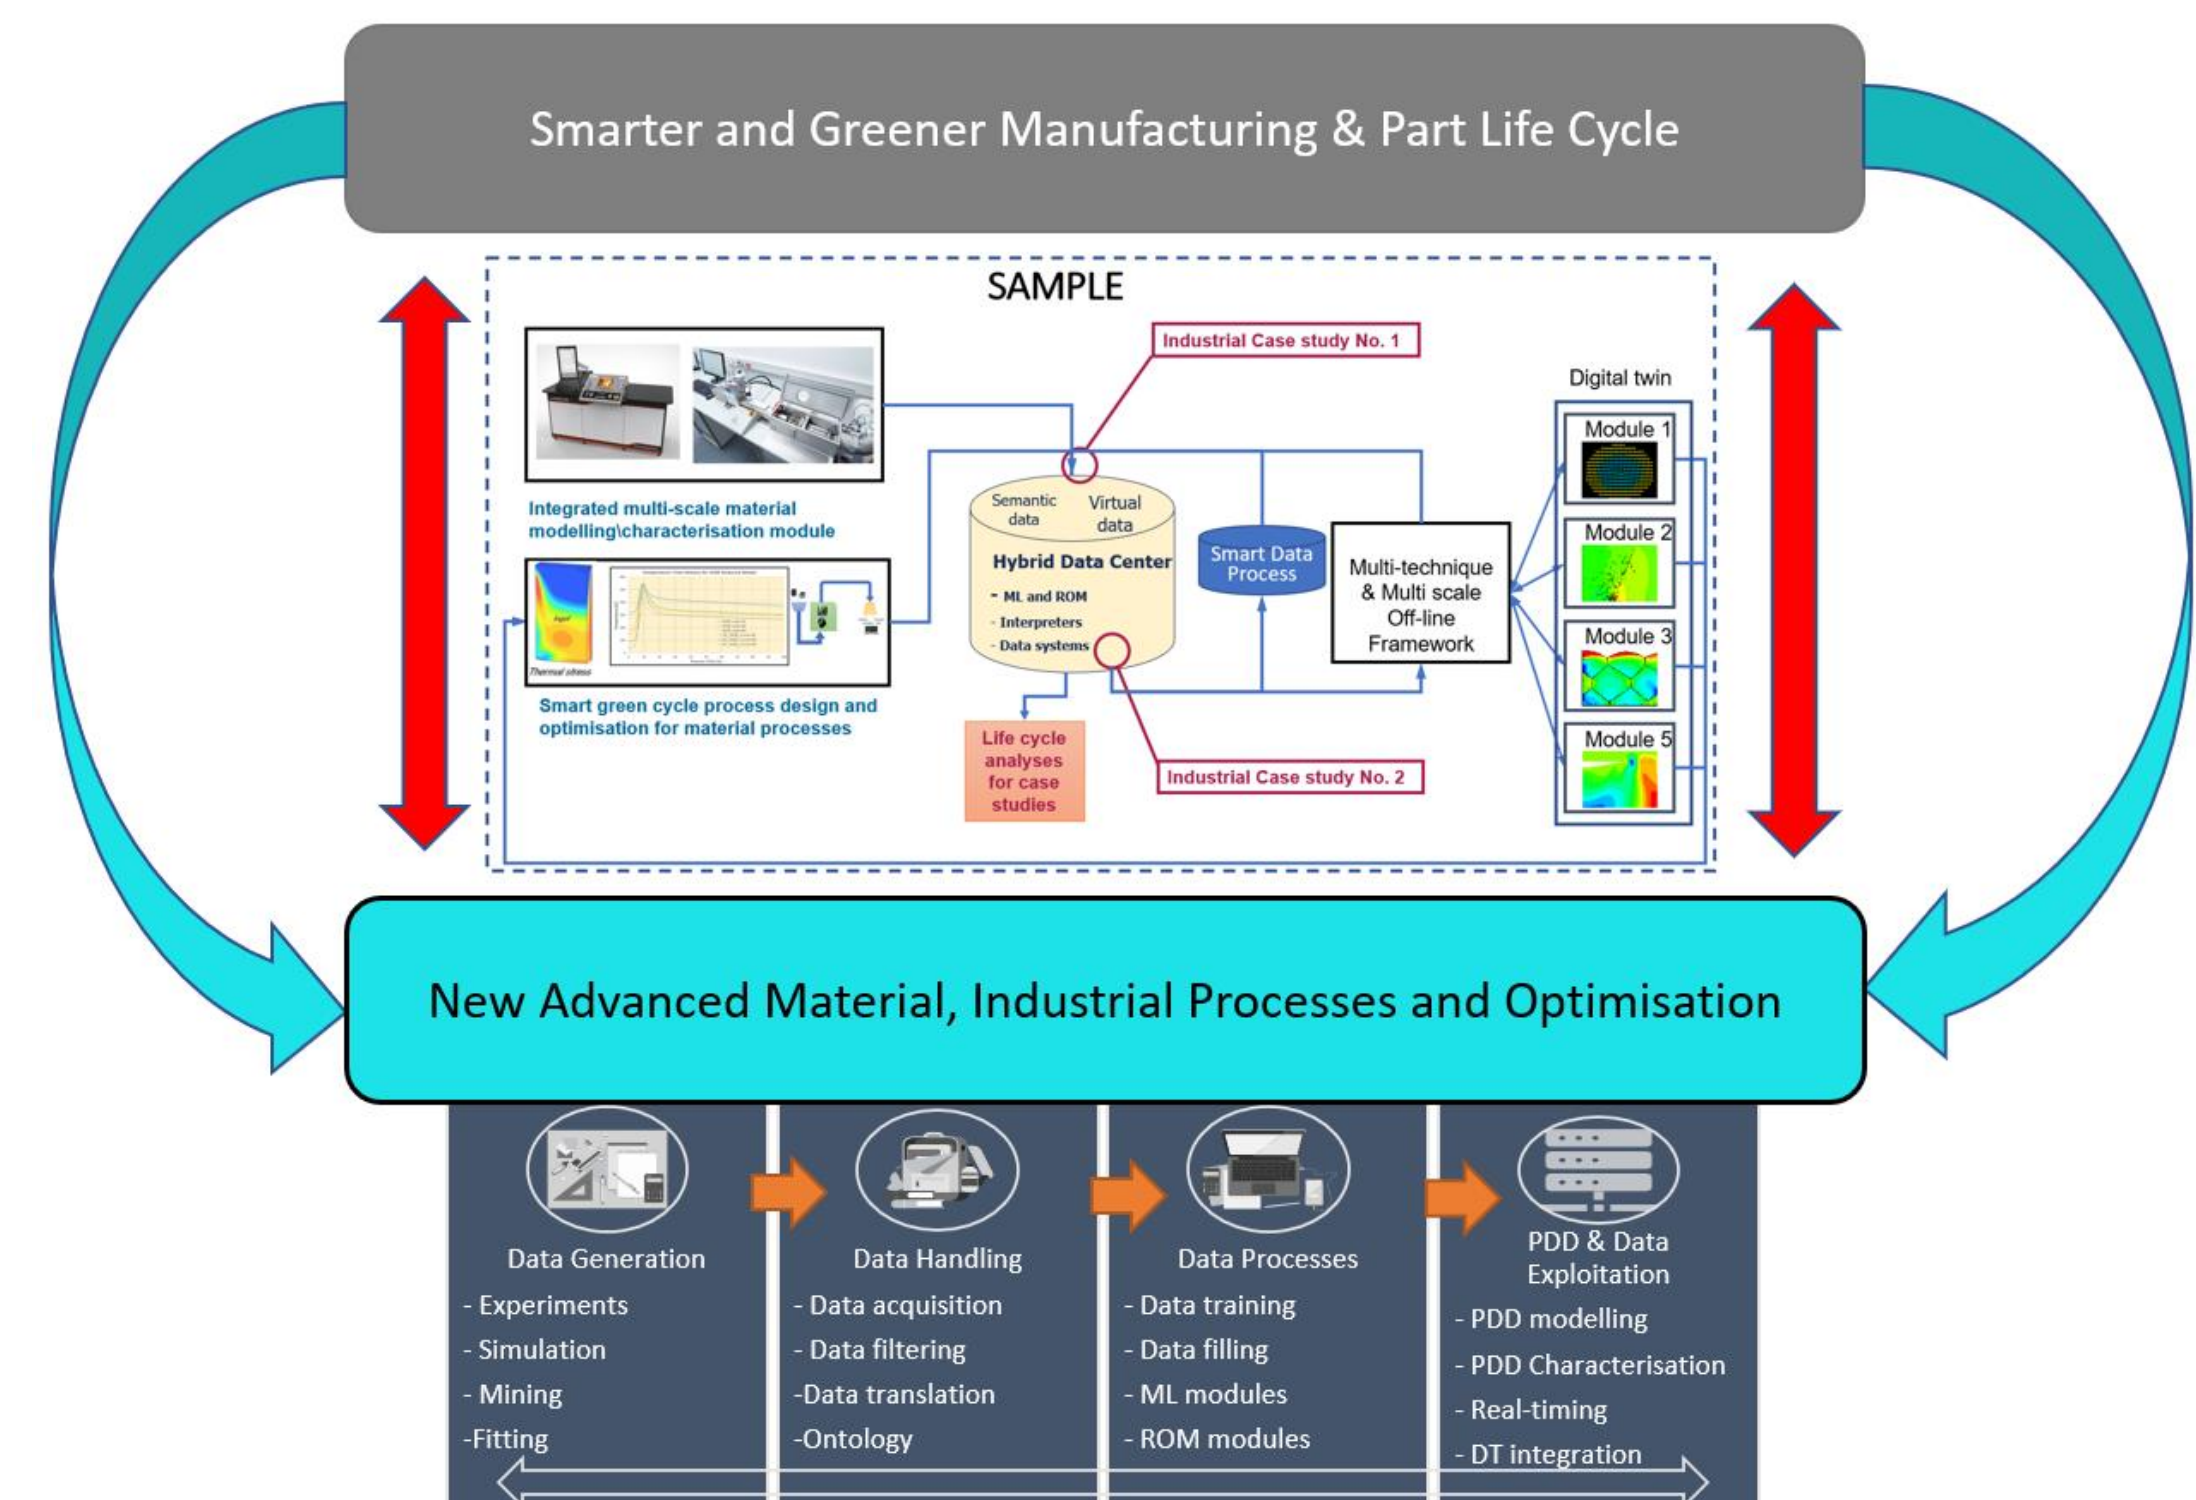 Smarter and Greener Manufacturing & Part Life Cycle
SAMPLE
Industrial Case study No. 1
Digital twin
Module 1
Module 2
Module 3
Module 5
Integrated multi-scale material
modelling\characterisation module
Semantic
data
Virtual
data
Hybrid Data Center
- ML and ROM
- Interpreters
- Data systems
Smart Data
Process
Multi-technique
& Multi scale
Off-line
Framework
Thermal stress
Smart green cycle process design and
optimisation for material processes
Life cycle
analyses
for case
studies
Industrial Case study No. 2
New Advanced Material, Industrial Processes and Optimisation
Data Generation
- Experiments
- Simulation
- Mining
-Fitting
Data Handling
- Data acquisition
- Data filtering
-Data translation
-Ontology
Data Processes
- Data training
- Data filling
- ML modules
- ROM modules
PDD & Data
Exploitation
- PDD modelling
- PDD Characterisation
- Real-timing
- DT integration